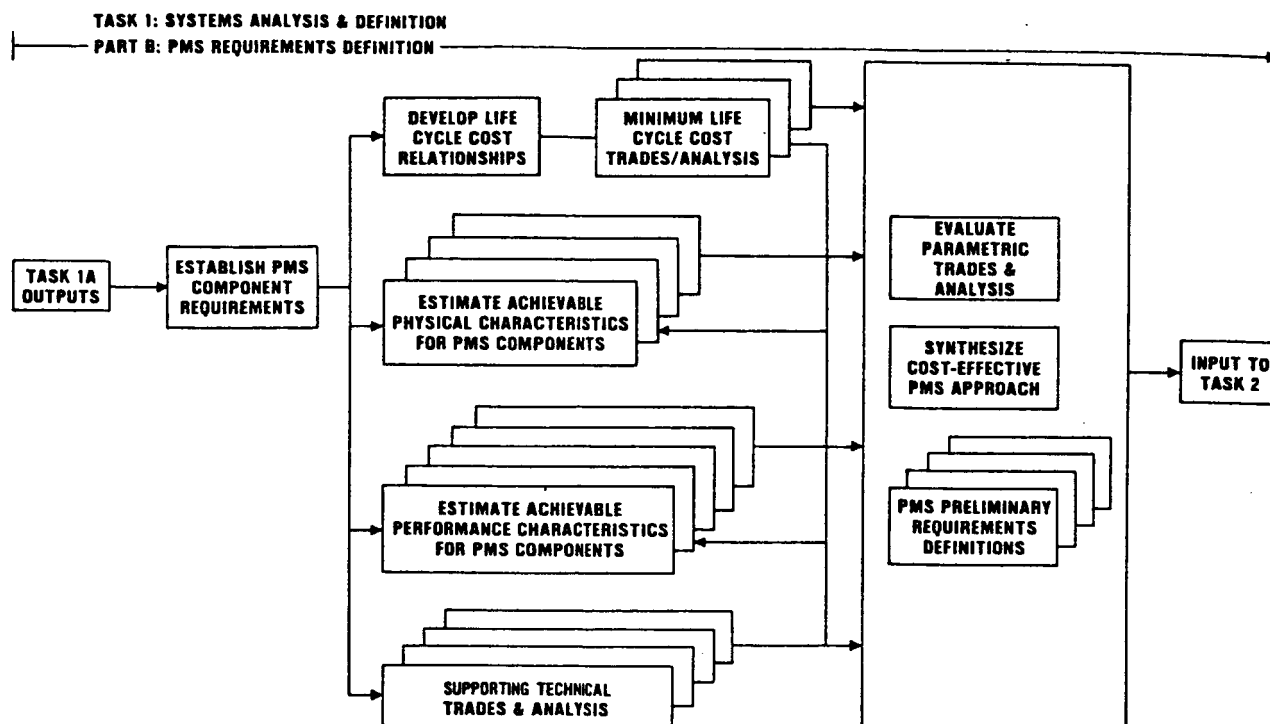 TASK 1: SYSTEMS ANALYSIS & DEFINITION
PART B: PMS REQUIREMENTS DEFINITION
DEVELOP LIFE
CYCLE COST
RELATIONSHIPS
MINIMUM LIFE
CYCLE COST
TRADES/ANALYSIS
TASK 1A
OUTPUTS
ESTABLISH PMS
COMPONENT
REQUIREMENTS
ESTIMATE ACHIEVABLE
PHYSICAL CHARACTERISTICS
FOR PMS COMPONENTS
ESTIMATE ACHIEVABLE
PERFORMANCE CHARACTERISTICS
FOR PMS COMPONENTS
SUPPORTING TECHNICAL
TRADES & ANALYSIS
EVALUATE
PARAMETRIC
TRADES &
ANALYSIS
SYNTHESIZE
COST-EFFECTIVE
PMS APPROACH
PMS PRELIMINARY
REQUIREMENTS
DEFINITIONS
INPUT TO
TASK 2